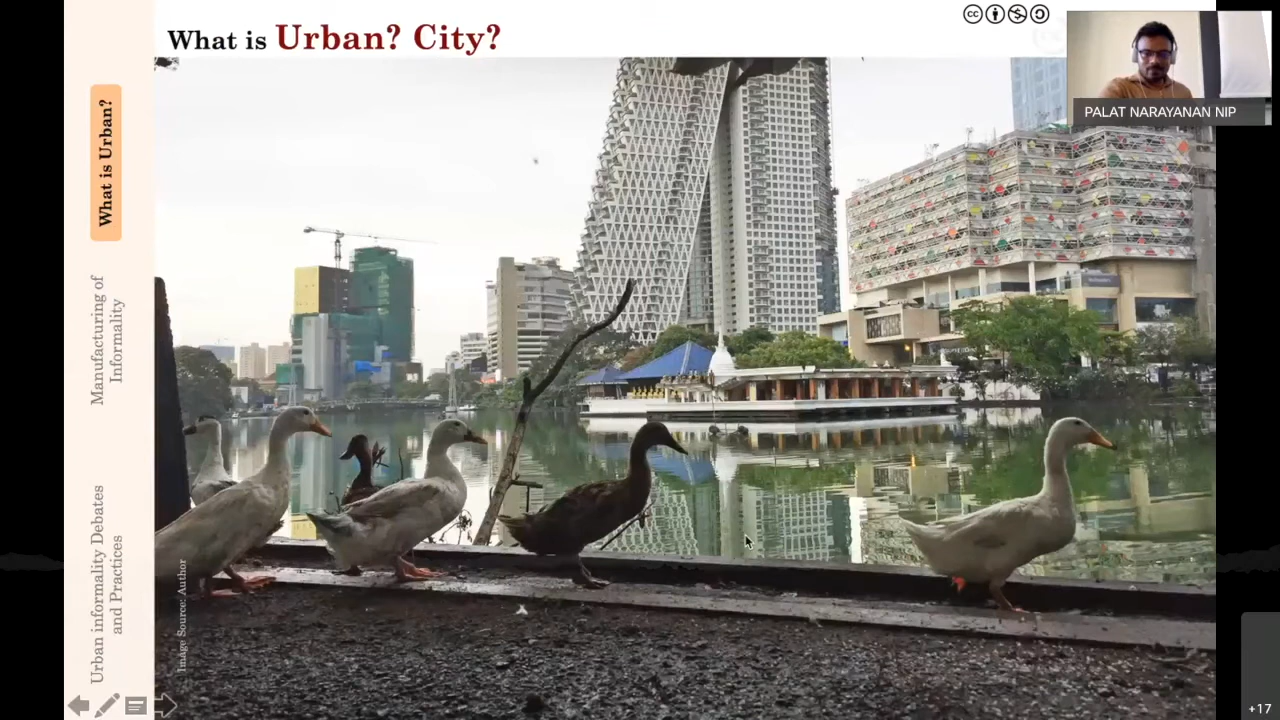 What is Urban? City?
What is Urban?
Manufacturing of
Informality
Urban informality Debates
and Practices
Image Source: Author
cc
PALAT NARAYANAN NIP
+17